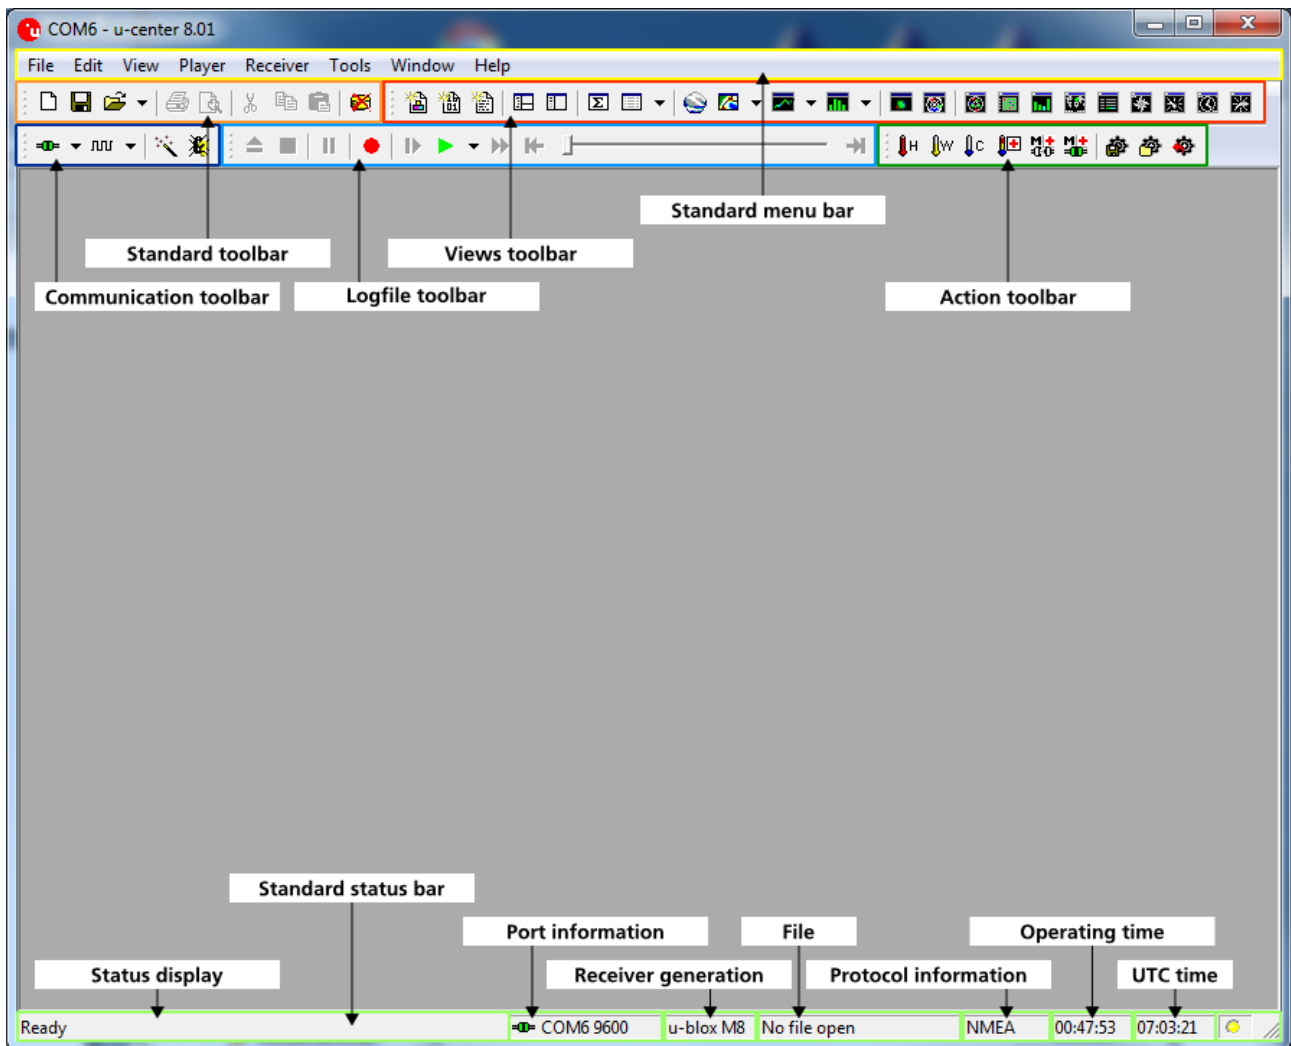 COM6 - u-center 8.01
File Edit View Player Receiver Tools Window Help
H W C
Standard menu bar
Standard toolbar
Views toolbar
Communication toolbar
Logfile toolbar
Action toolbar
Standard status bar
Port information
File
Operating time
Status display
Receiver generation
Protocol information
UTC time
Ready COM6 9600 u-blox M8 No file open NMEA 00:47:53 07:03:21